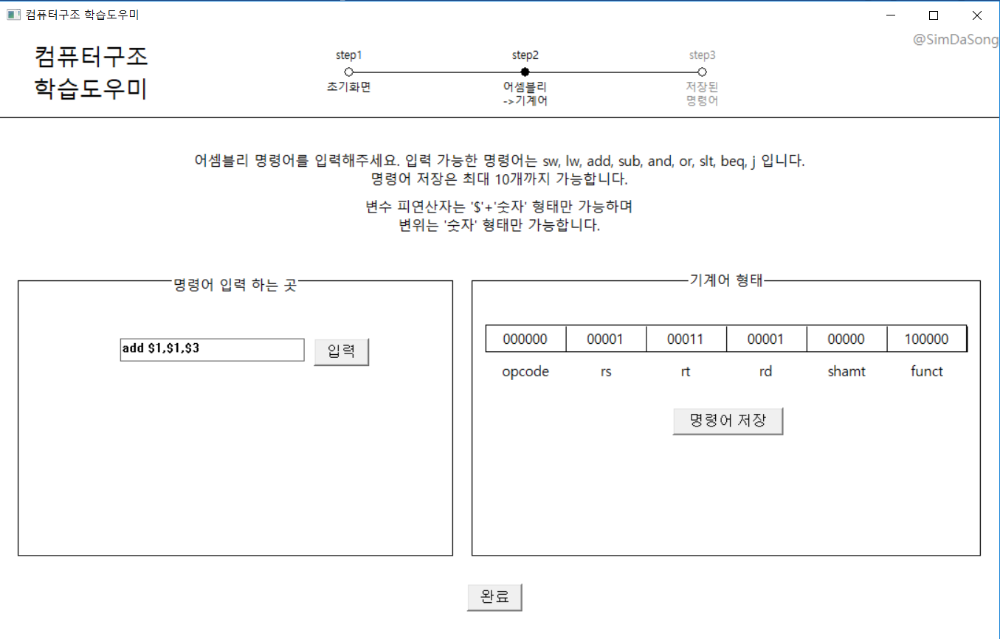 컴퓨터구조 학습도우미
@SimDaSong
컴퓨터구조
학습도우미
step1
초기화면
step2
어셈블리
->기계어
step3
저장된
명령어
어셈블리 명령어를 입력해주세요. 입력 가능한 명령어는 sw, lw, add, sub, and, or, slt, beq, j 입니다.
명령어 저장은 최대 10개까지 가능합니다.
변수 피연산자는 '$'+'숫자' 형태만 가능하며
변위는 '숫자' 형태만 가능합니다.
명령어 입력 하는 곳
add $1,$1,$3
입력
기계어 형태
000000 00001 00011 00001 00000 100000
opcode rs rt rd shamt funct
명령어 저장
완료